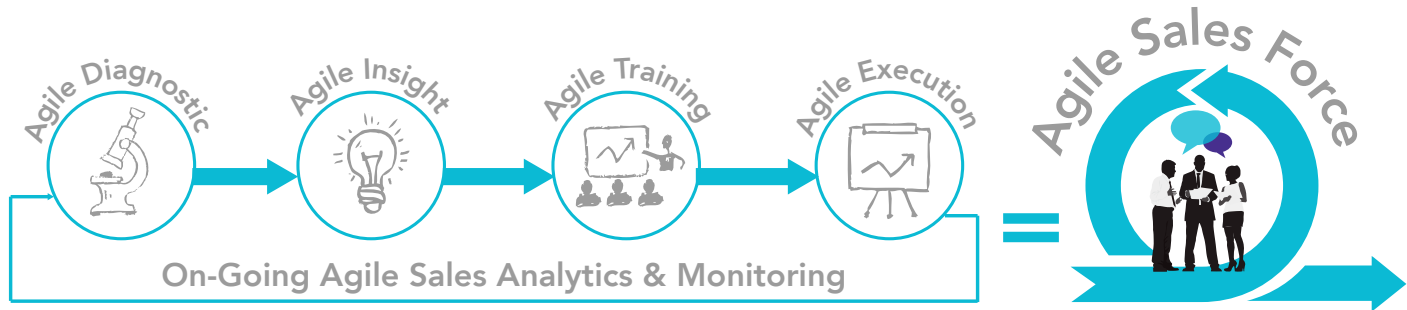 Agile Diagnostic
Agile Insight
Agile Training
Agile Execution
On-Going Agile Sales Analytics & Monitoring
=
Agile Sales Force